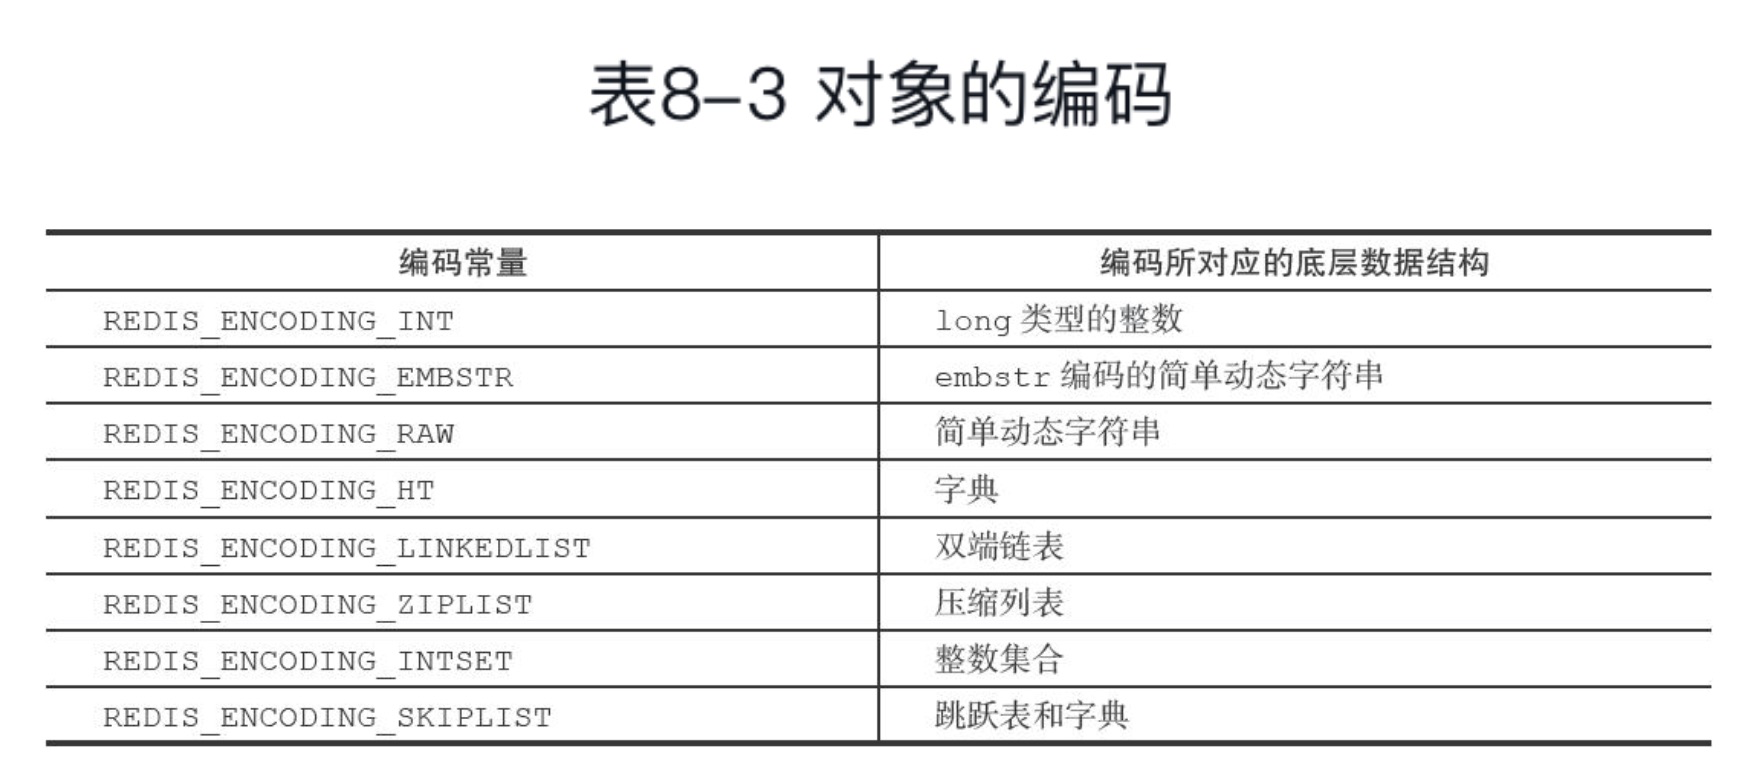 表8-3 对象的编码
编码常量 编码所对应的底层数据结构
REDIS_ENCODING_INT long 类型的整数
REDIS_ENCODING_EMBSTR embstr 编码的简单动态字符串
REDIS_ENCODING_RAW 简单动态字符串
REDIS_ENCODING_HT 字典
REDIS_ENCODING_LINKEDLIST 双端链表
REDIS_ENCODING_ZIPLIST 压缩列表
REDIS_ENCODING_INTSET 整数集合
REDIS_ENCODING_SKIPLIST 跳跃表和字典